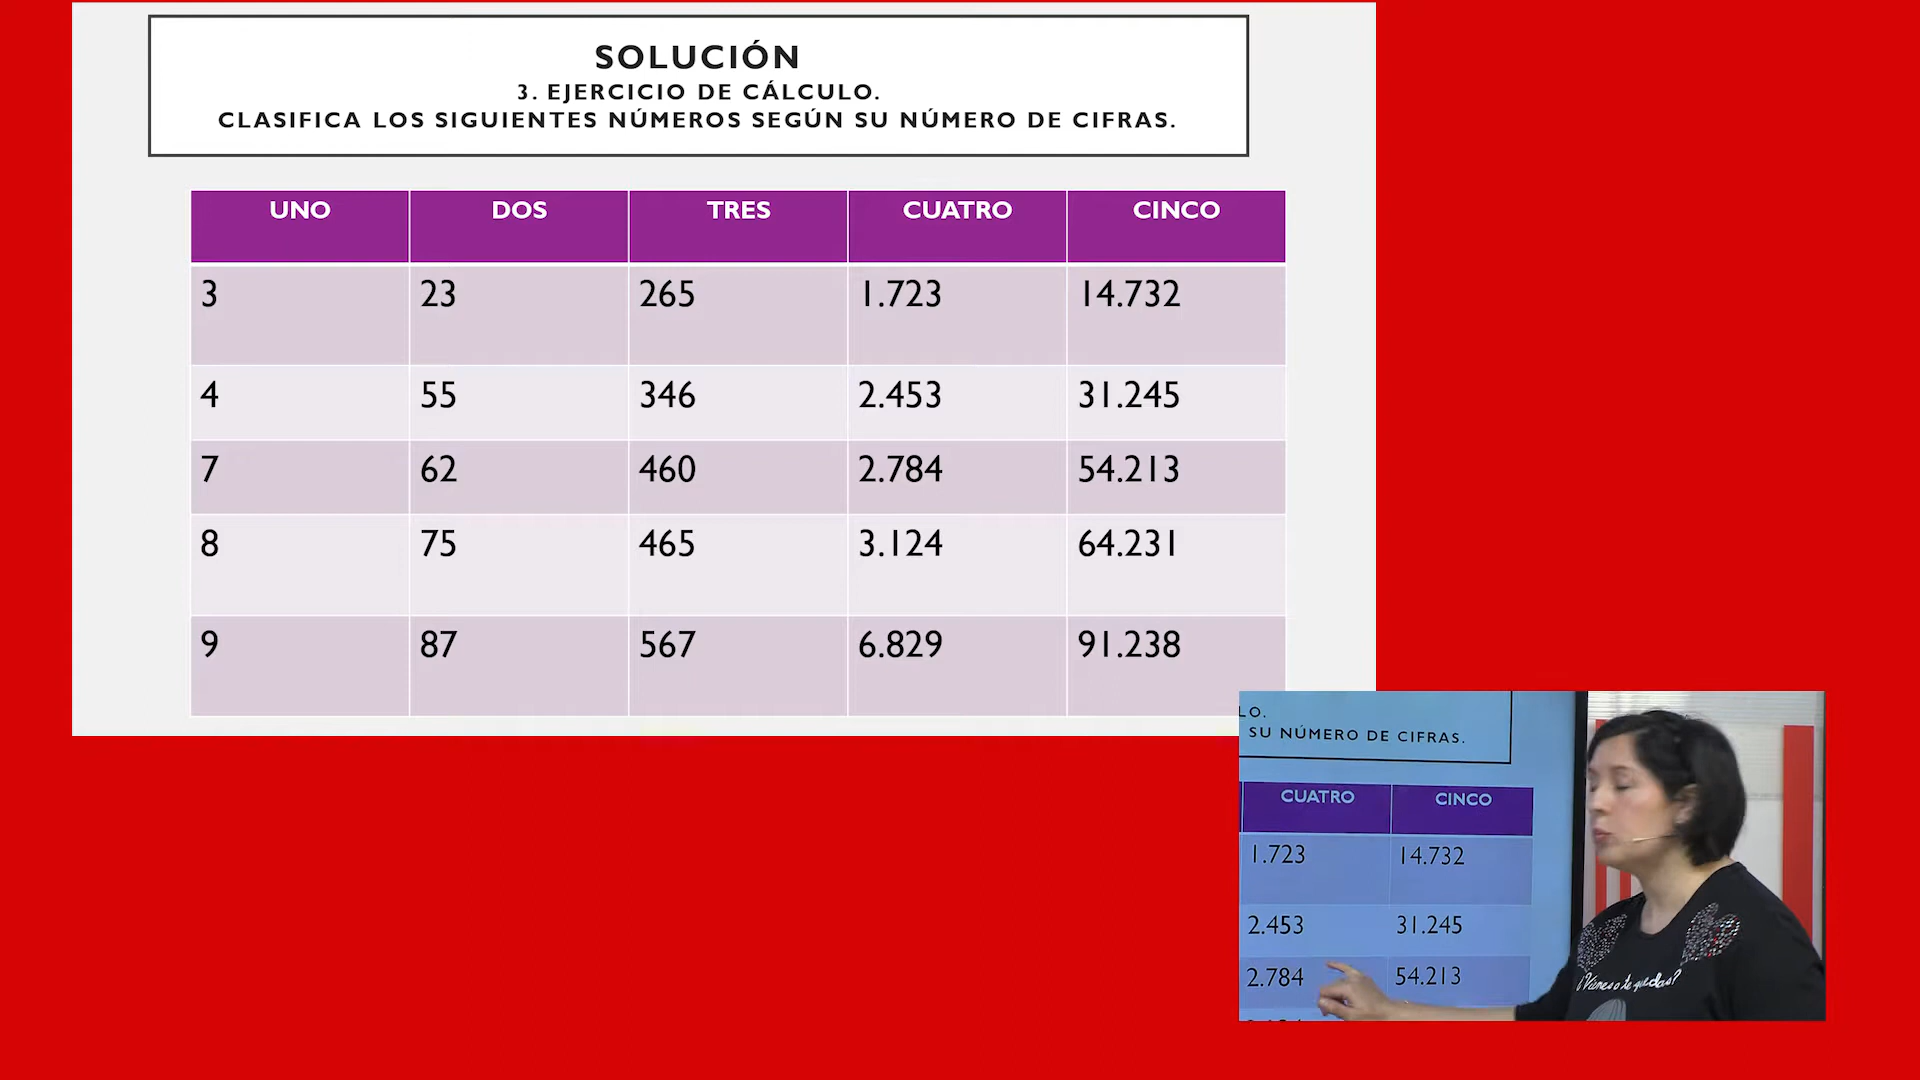 SOLUCIÓN
3. EJERCICIO DE CÁLCULO.
CLASIFICA LOS SIGUIENTES NÚMEROS SEGÚN SU NÚMERO DE CIFRAS.
UNO DOS TRES CUATRO CINCO
3 23 265 1.723 14.732
4 55 346 2.453 31.245
7 62 460 2.784 54.213
8 75 465 3.124 64.231
9 87 567 6.829 91.238
LO.
SU NÚMERO DE CIFRAS.
CUATRO CINCO
1.723 14.732
2.453 31.245
2.784 54.213
¿Vienes o te quedas?